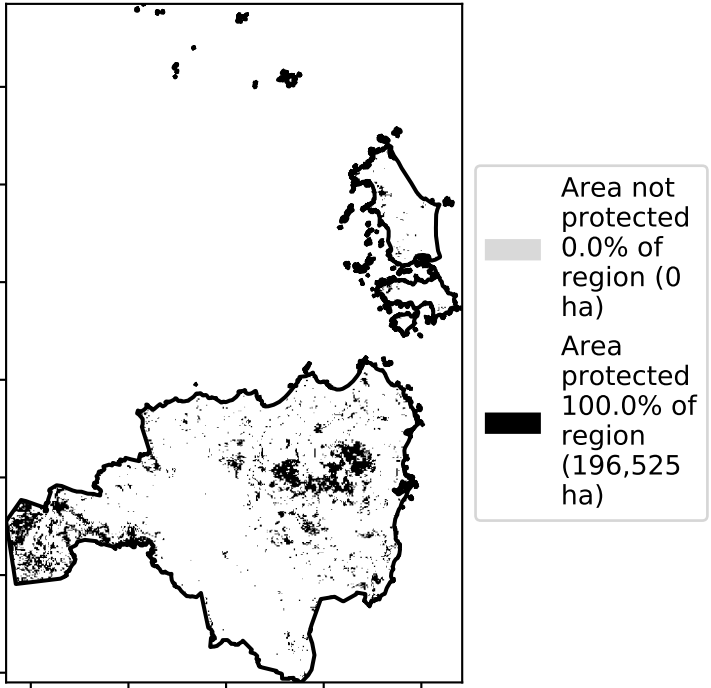 Area not
protected
0.0% of
region (0
ha)
Area
protected
100.0% of
region
(196,525
ha)